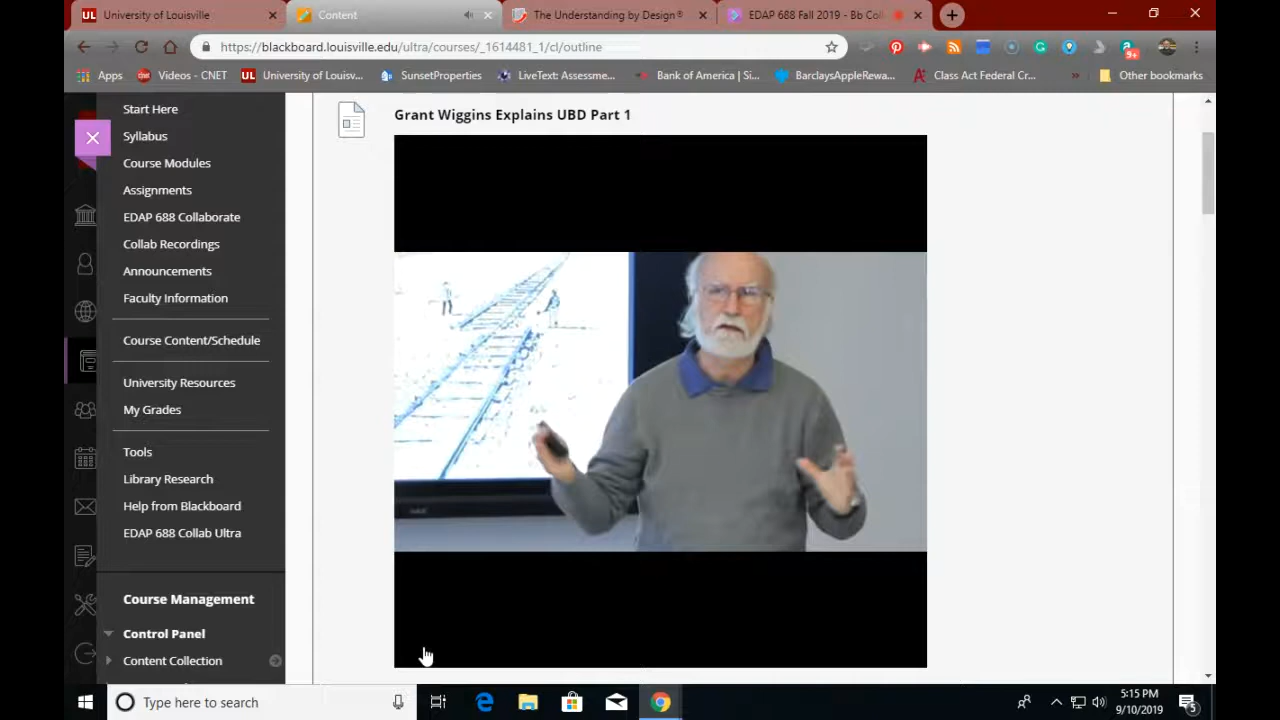 University of Louisville
Content
The Understanding by Design®
EDAP 688 Fall 2019 - Bb Coll
https://blackboard.louisville.edu/ultra/courses/_1614481_1/cl/outline
9+
Apps
Videos - CNET
University of Louisv...
SunsetProperties
LiveText: Assessme...
Bank of America | Si...
BarclaysAppleRewa...
Class Act Federal Cr...
»
Other bookmarks
Start Here
Syllabus
Course Modules
Assignments
EDAP 688 Collaborate
Collab Recordings
Announcements
Faculty Information
Course Content/Schedule
University Resources
My Grades
Tools
Library Research
Help from Blackboard
EDAP 688 Collab Ultra
Course Management
Control Panel
Content Collection
Grant Wiggins Explains UBD Part 1
Type here to search
5:15 PM
9/10/2019
5